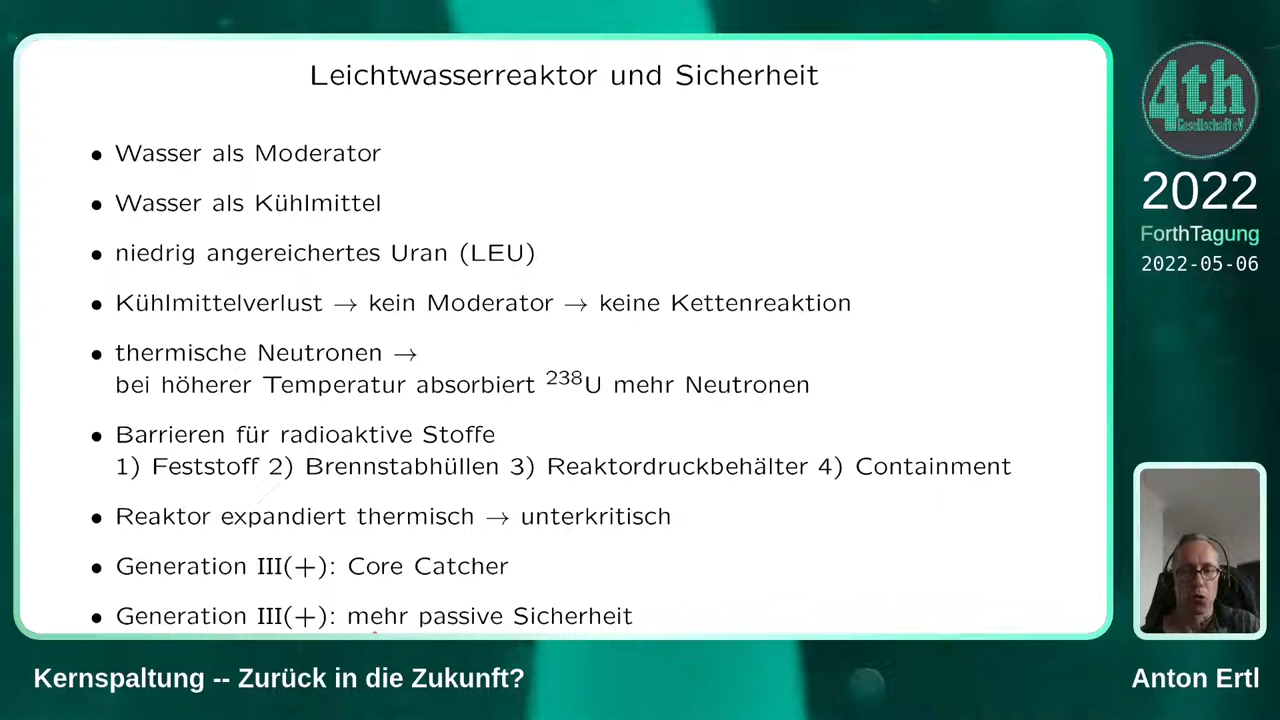 Leichtwasserreaktor und Sicherheit
• Wasser als Moderator
• Wasser als Kühlmittel
• niedrig angereichertes Uran (LEU)
• Kühlmittelverlust → kein Moderator → keine Kettenreaktion
• thermische Neutronen →
bei höherer Temperatur absorbiert ²³⁸U mehr Neutronen
• Barrieren für radioaktive Stoffe
1) Feststoff 2) Brennstabhüllen 3) Reaktordruckbehälter 4) Containment
• Reaktor expandiert thermisch → unterkritisch
• Generation III(+): Core Catcher
• Generation III(+): mehr passive Sicherheit
4th
Gesellschaft eV
2022
ForthTagung
2022-05-06
Kernspaltung -- Zurück in die Zukunft?
Anton Ertl